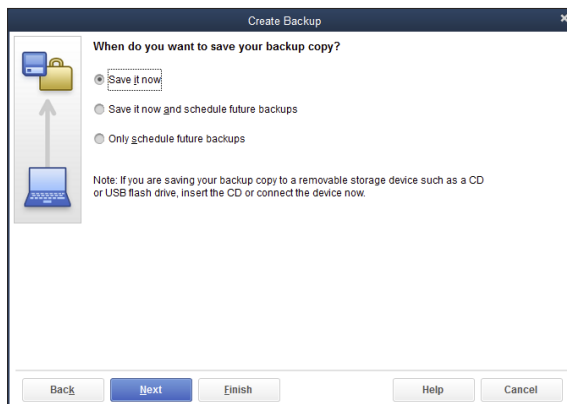 Create Backup
When do you want to save your backup copy?
Save it now
Save it now and schedule future backups
Only schedule future backups
Note: If you are saving your backup copy to a removable storage device such as a CD
or USB flash drive, insert the CD or connect the device now.
Back Next Finish Help Cancel